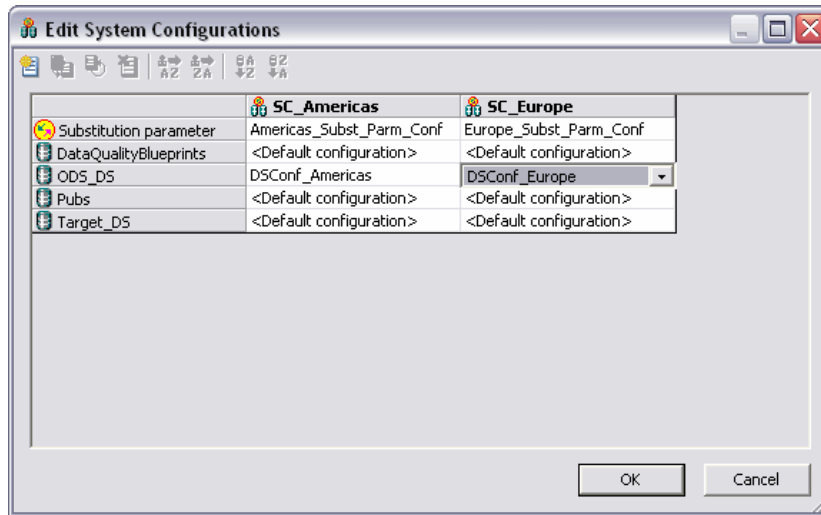 Edit System Configurations
SC_Americas SC_Europe
Substitution parameter Americas_Subst_Parm_Conf Europe_Subst_Parm_Conf
DataQualityBlueprints <Default configuration> <Default configuration>
ODS_DS DSConf_Americas DSConf_Europe
Pubs <Default configuration> <Default configuration>
Target_DS <Default configuration> <Default configuration>
OK Cancel